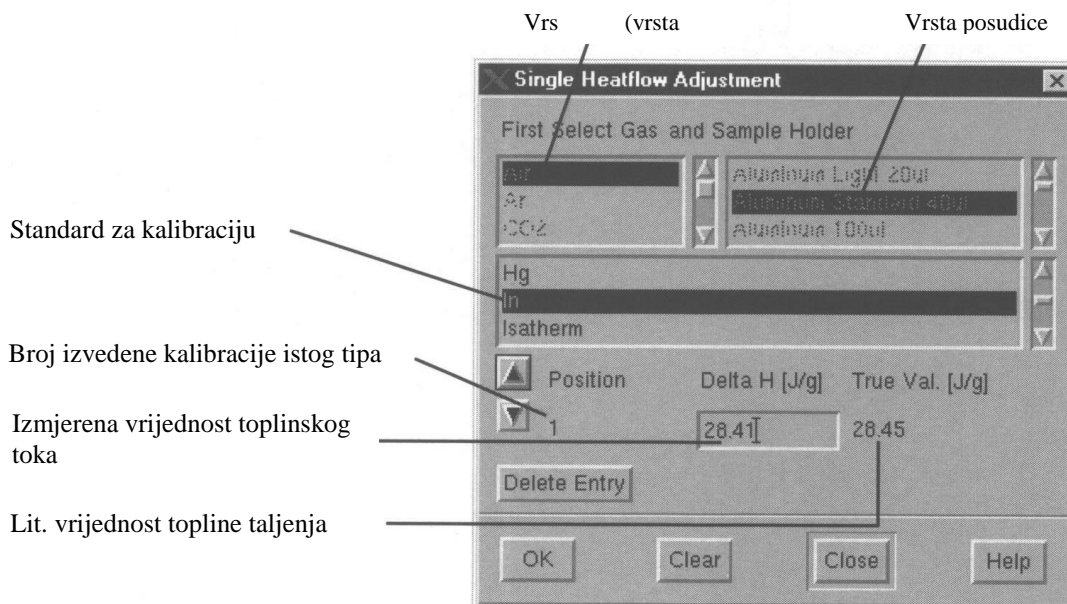 Vrs (vrsta
Vrsta posudice
Single Heatflow Adjustment
First Select Gas and Sample Holder
Air
Ar
CO2
Aluminum Light 20ul
Aluminum Standard 40ul
Aluminum 100ul
Standard za kalibraciju
Hg
In
Isatherm
Broj izvedene kalibracije istog tipa
Position
Delta H [J/g]
True Val. [J/g]
Izmjerena vrijednost toplinskog
toka
1
28.41
28.45
Delete Entry
Lit. vrijednost topline taljenja
OK
Clear
Close
Help